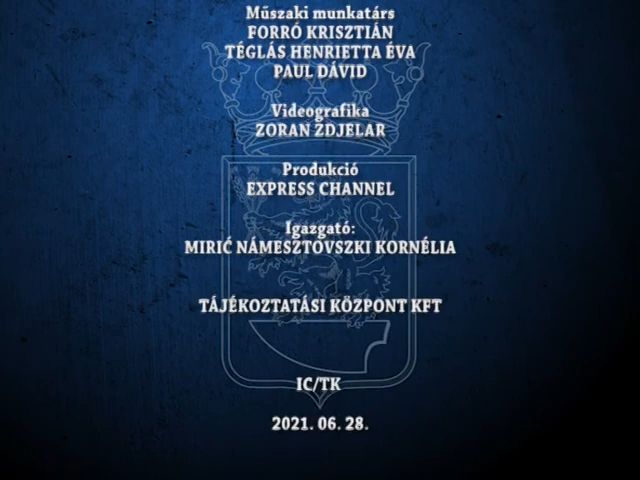 Műszaki munkatárs
FORRÓ KRISZTIÁN
TÉGLÁS HENRIETTA ÉVA
PAUL DÁVID
Videografika
ZORAN ZDJELAR
Produkció
EXPRESS CHANNEL
Igazgató:
MIRIĆ NÁMESZTOVSZKI KORNÉLIA
TÁJÉKOZTATÁSI KÖZPONT KFT
IC/TK
2021. 06. 28.